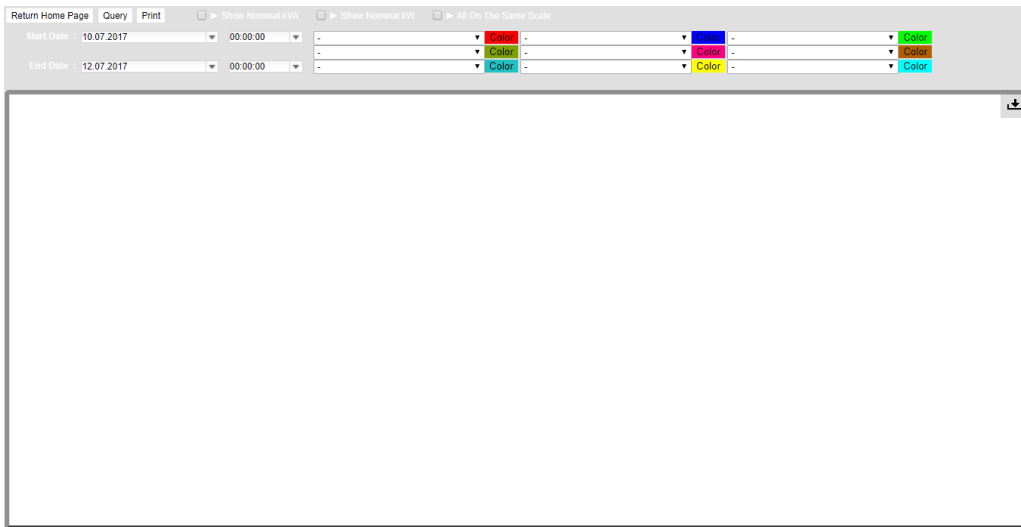 Return Home Page Query Print ► Show Nominal kVA ► Show Nominal kW ► All On The Same Scale
Start Date : 10.07.2017 00:00:00 - Color - Color - Color
- Color - Color - Color
End Date : 12.07.2017 00:00:00 - Color - Color - Color